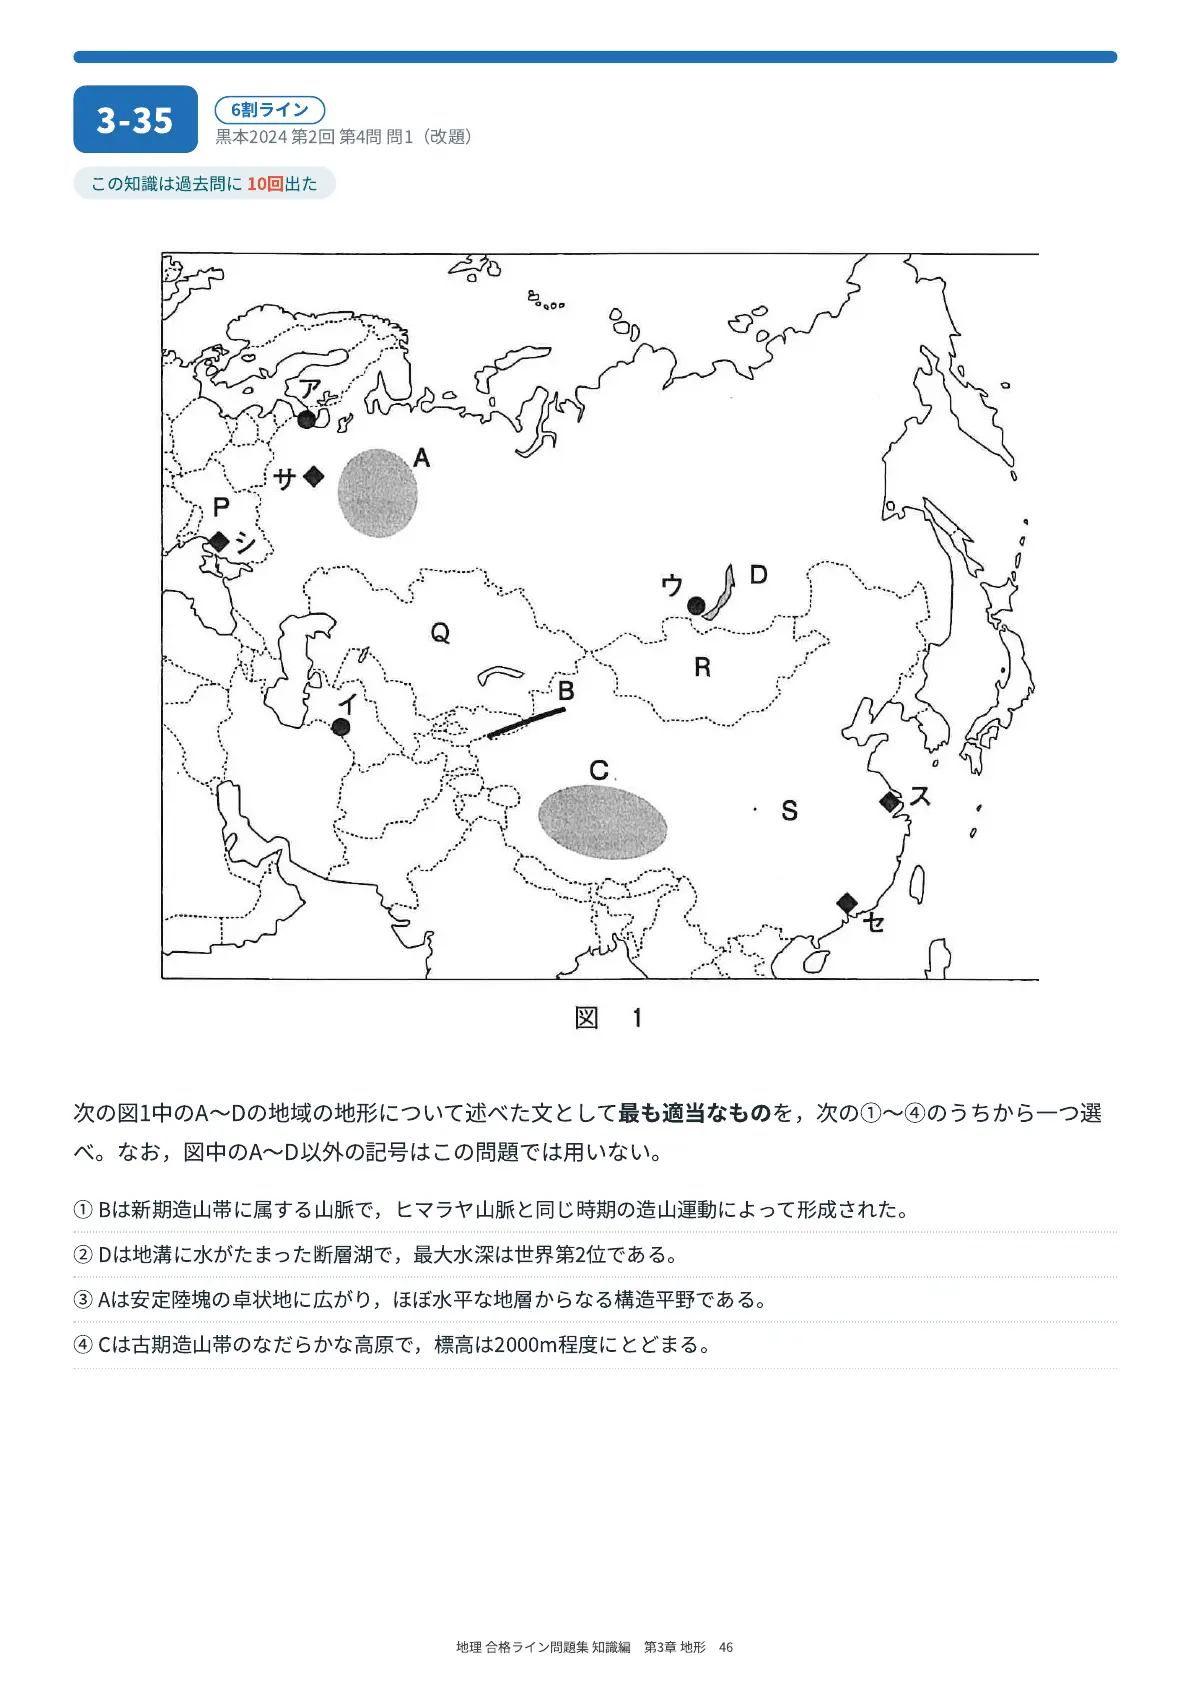 3-35
6割ライン
黒本2024 第2回 第4問 問1（改題）
この知識は過去問に 10回出た
ア
A
サ
P
シ
D
ウ
Q
R
B
イ
C
S
ス
セ
図 1
次の図1中のA～Dの地域の地形について述べた文として最も適当なものを，次の①～④のうちから一つ選
べ。なお，図中のA～D以外の記号はこの問題では用いない。
① Bは新期造山帯に属する山脈で，ヒマラヤ山脈と同じ時期の造山運動によって形成された。
② Dは地溝に水がたまった断層湖で，最大水深は世界第2位である。
③ Aは安定陸塊の卓状地に広がり，ほぼ水平な地層からなる構造平野である。
④ Cは古期造山帯のなだらかな高原で，標高は2000m程度にとどまる。
地理 合格ライン問題集 知識編　第3章 地形　46